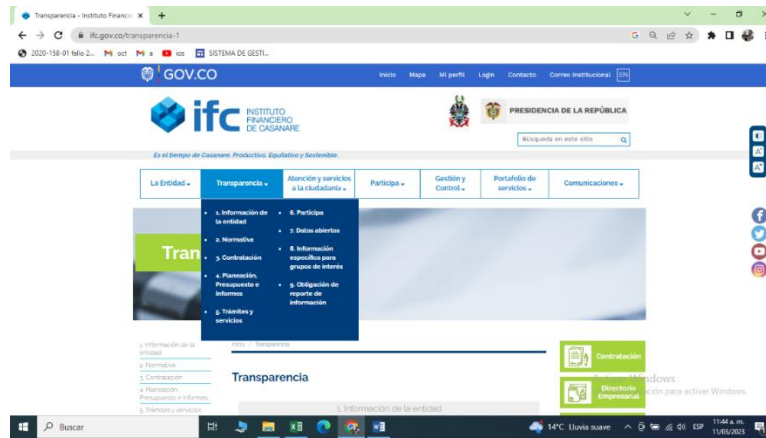 Transparencia - Instituto Financi
ifc.gov.co/transparencia-1
2020-158-01 folio 2...
oct
a
ios
SISTEMA DE GESTI...
GOV.CO
Inicio Mapa Mi perfil Login Contacto Correo Institucional EN
ifc INSTITUTO
FINANCIERO
DE CASANARE
PRESIDENCIA DE LA REPÚBLICA
Búsqueda en este sitio
Es el tiempo de Casanare. Productivo, Equitativo y Sostenible.
La Entidad
Transparencia
Atención y servicios
a la ciudadanía
Participa
Gestión y
Control
Portafolio de
servicios
Comunicaciones
1. Información de
la entidad
2. Normativa
3. Contratación
4. Planeación,
Presupuesto e
Informes
5. Trámites y
servicios
6. Participa
7. Datos abiertos
8. Información
específica para
grupos de interés
9. Obligación de
reporte de
información
Tran
1. Información de la
entidad
2. Normativa
3. Contratación
4. Planeación,
Presupuesto e Informes
5. Trámites y servicios
Inicio / Transparencia
Transparencia
1. Información de la entidad
Contratación
Directorio
Empresarial
Windows
ación para activar Windows.
Buscar
14°C Lluvia suave
ESP
11:44 a. m.
11/03/2023